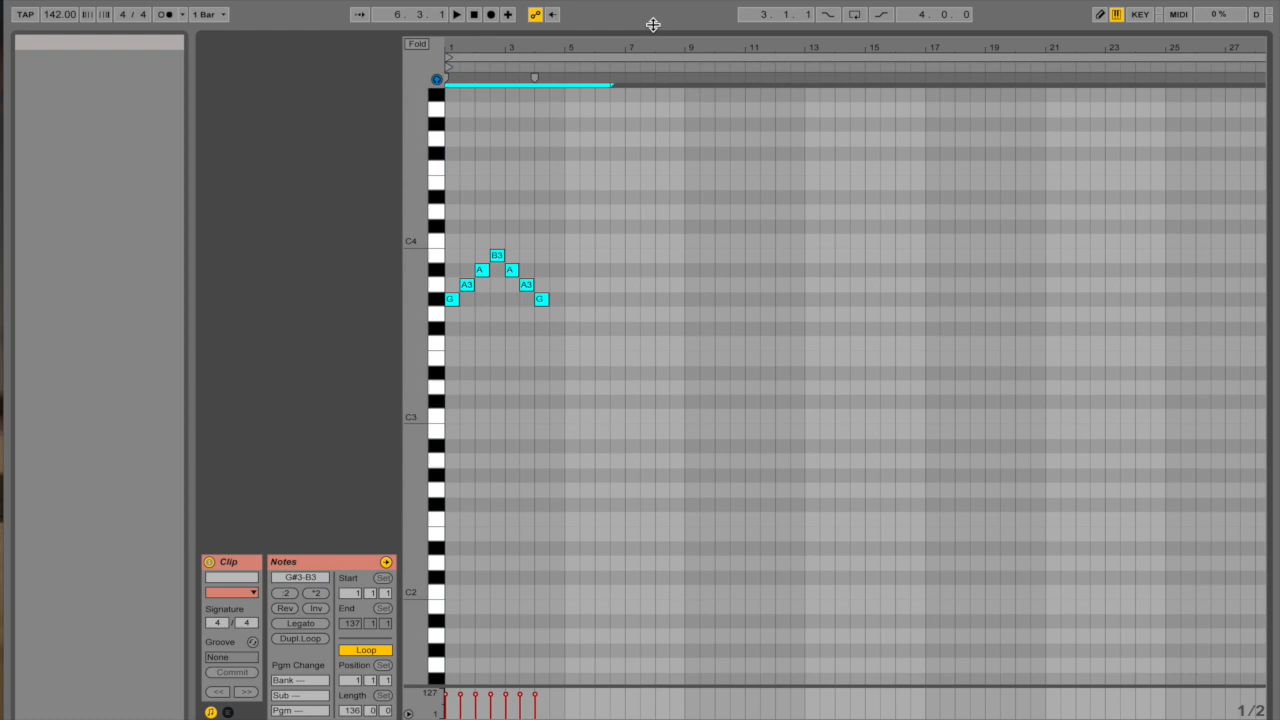 TAP 142.00 4 / 4 1 Bar 6. 3. 1 3. 1. 1 4. 0. 0 KEY MIDI 0 % D
Fold 1 3 5 7 9 11 13 15 17 19 21 23 25 27
C4
B3
A A
A3 A3
G G
C3
C2
Clip
Signature
4 / 4
Groove
None
Commit
<< >>
Notes
G#3-B3
:2 *2
Rev Inv
Legato
Dupl.Loop
Pgm Change
Bank ---
Sub ---
Pgm ---
Start Set
1 1 1
End Set
137 1 1
Loop
Position Set
1 1 1
Length Set
136 0 0
127
1
1/2